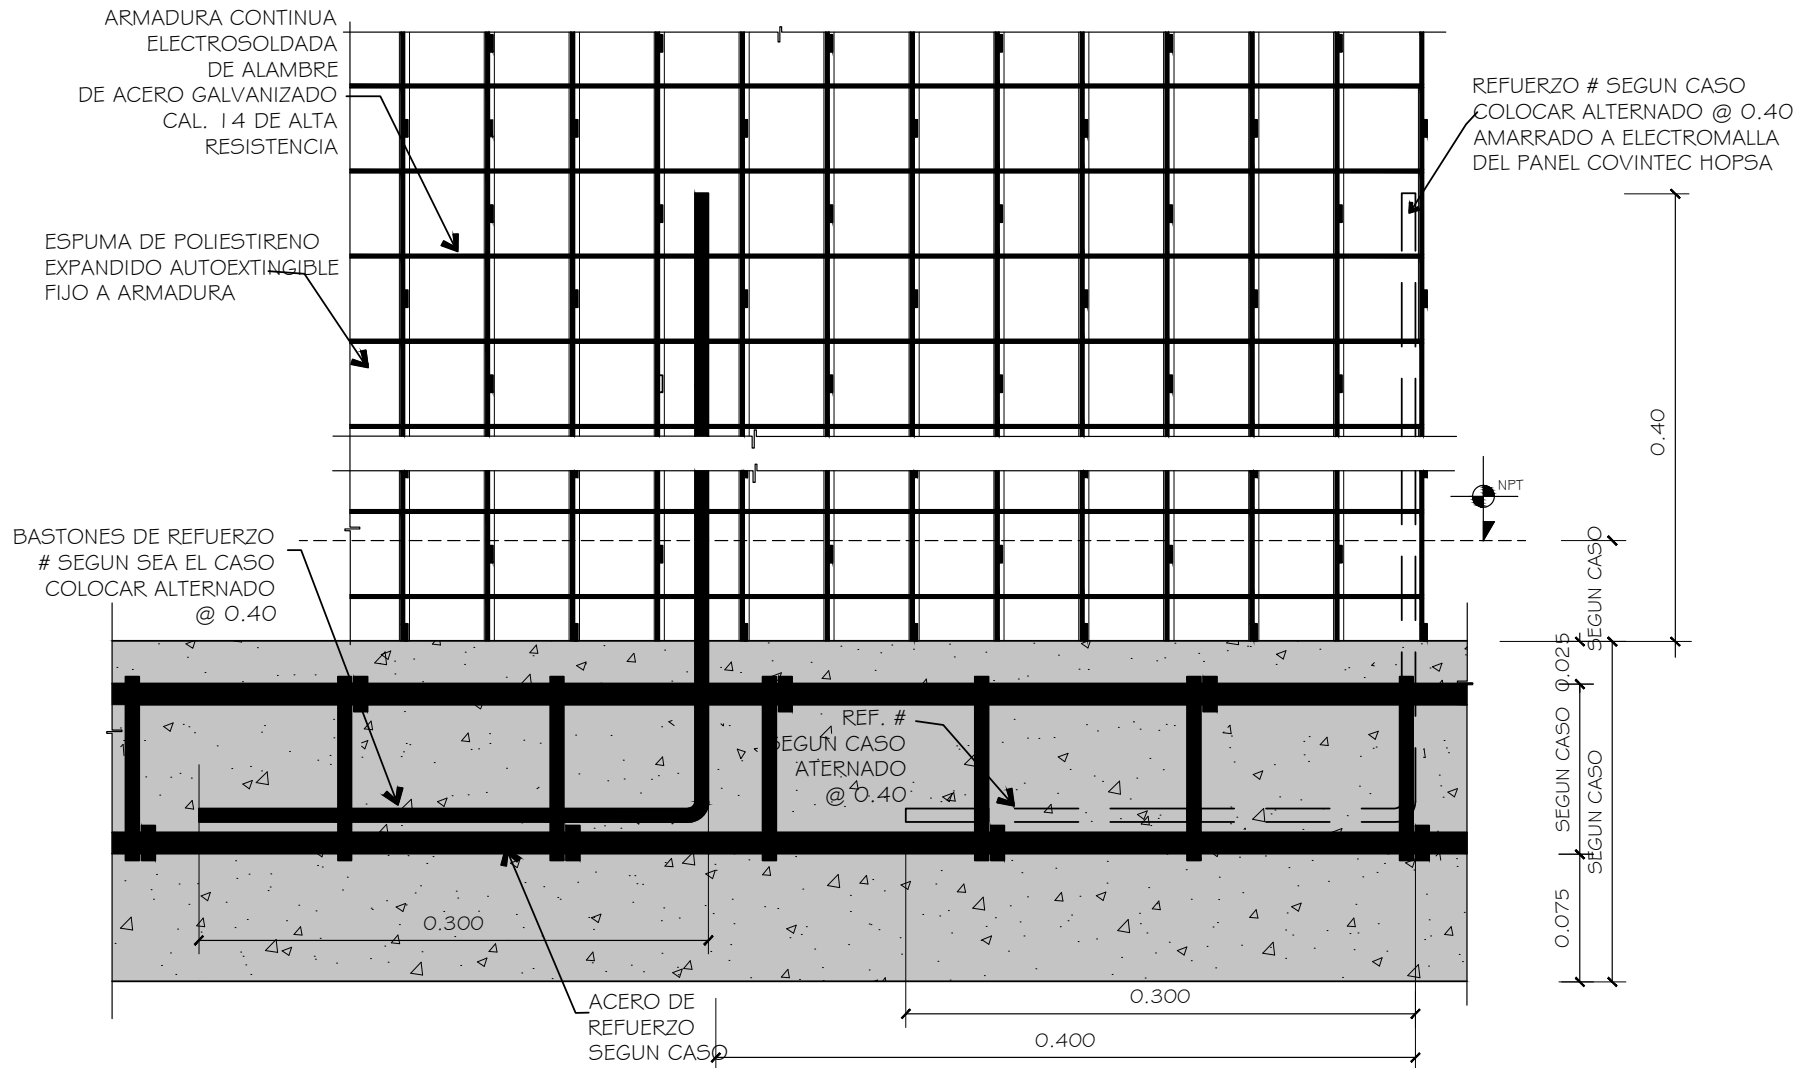 ARMADURA CONTINUA
ELECTROSOLDADA
DE ALAMBRE
DE ACERO GALVANIZADO
CAL. 14 DE ALTA
RESISTENCIA
REFUERZO # SEGUN CASO
COLOCAR ALTERNADO @ 0.40
AMARRADO A ELECTROMALLA
DEL PANEL COVINTEC HOPSA
ESPUMA DE POLIESTIRENO
EXPANDIDO AUTOEXTINGIBLE
FIJO A ARMADURA
0.40
NPT
BASTONES DE REFUERZO
# SEGUN SEA EL CASO
COLOCAR ALTERNADO
@ 0.40
SEGUN CASO
0.025
REF. #
SEGUN CASO
ATERNADO
@ 0.40
SEGUN CASO
SEGUN CASO
0.075
0.300
ACERO DE
REFUERZO
SEGUN CASO
0.300
0.400